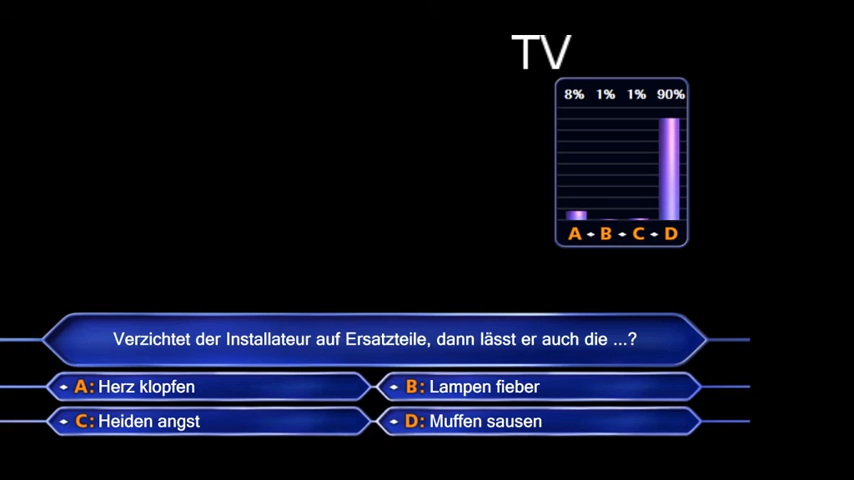 TV
8% 1% 1% 90%
A B C D
Verzichtet der Installateur auf Ersatzteile, dann lässt er auch die ...?
A: Herz klopfen
B: Lampen fieber
C: Heiden angst
D: Muffen sausen